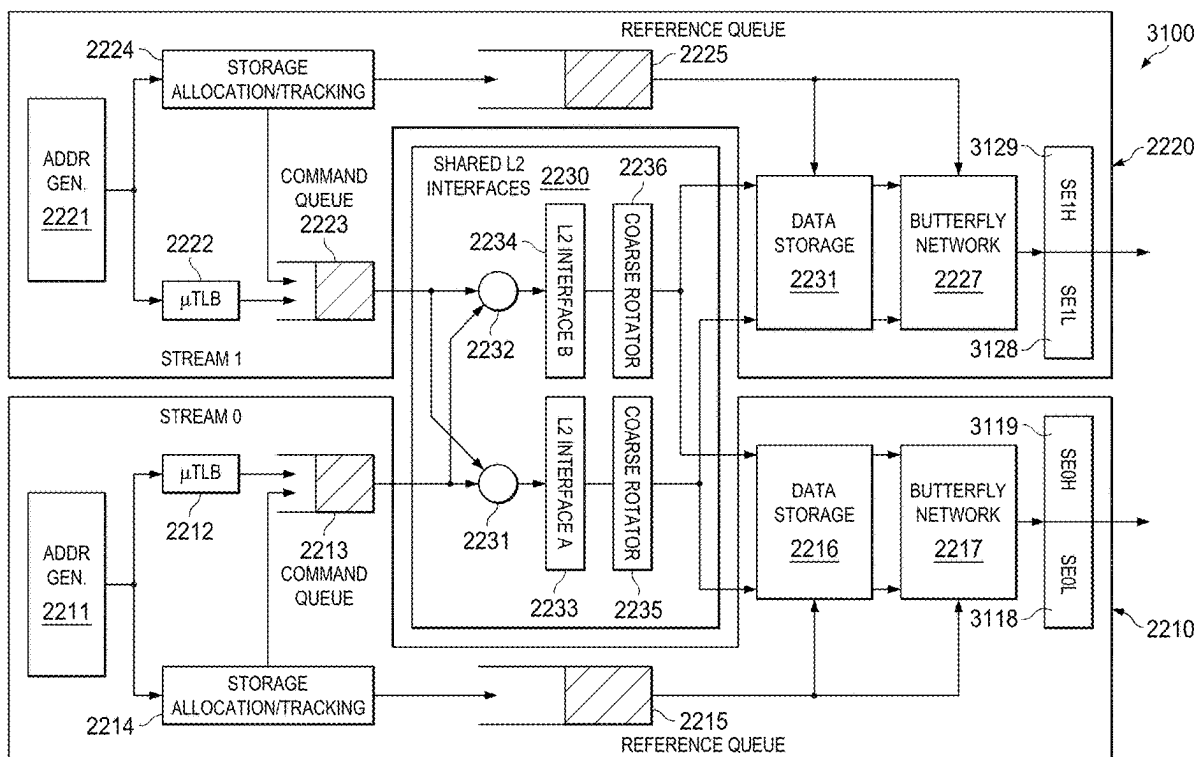 REFERENCE QUEUE
2225
3100
2224
STORAGE
ALLOCATION/TRACKING
ADDR
GEN.
2221
COMMAND
QUEUE
2223
2222
μTLB
STREAM 1
SHARED L2
INTERFACES 2230
2236
2234
L2 INTERFACE B
COARSE ROTATOR
2232
DATA
STORAGE
2231
BUTTERFLY
NETWORK
2227
3129
SE1H
SE1L
3128
2220
STREAM 0
μTLB
2212
2213
COMMAND
QUEUE
ADDR
GEN.
2211
2231
L2 INTERFACE A
COARSE ROTATOR
2233
2235
DATA
STORAGE
2216
BUTTERFLY
NETWORK
2217
3119
SE0H
SE0L
3118
2210
STORAGE
ALLOCATION/TRACKING
2214
2215
REFERENCE QUEUE